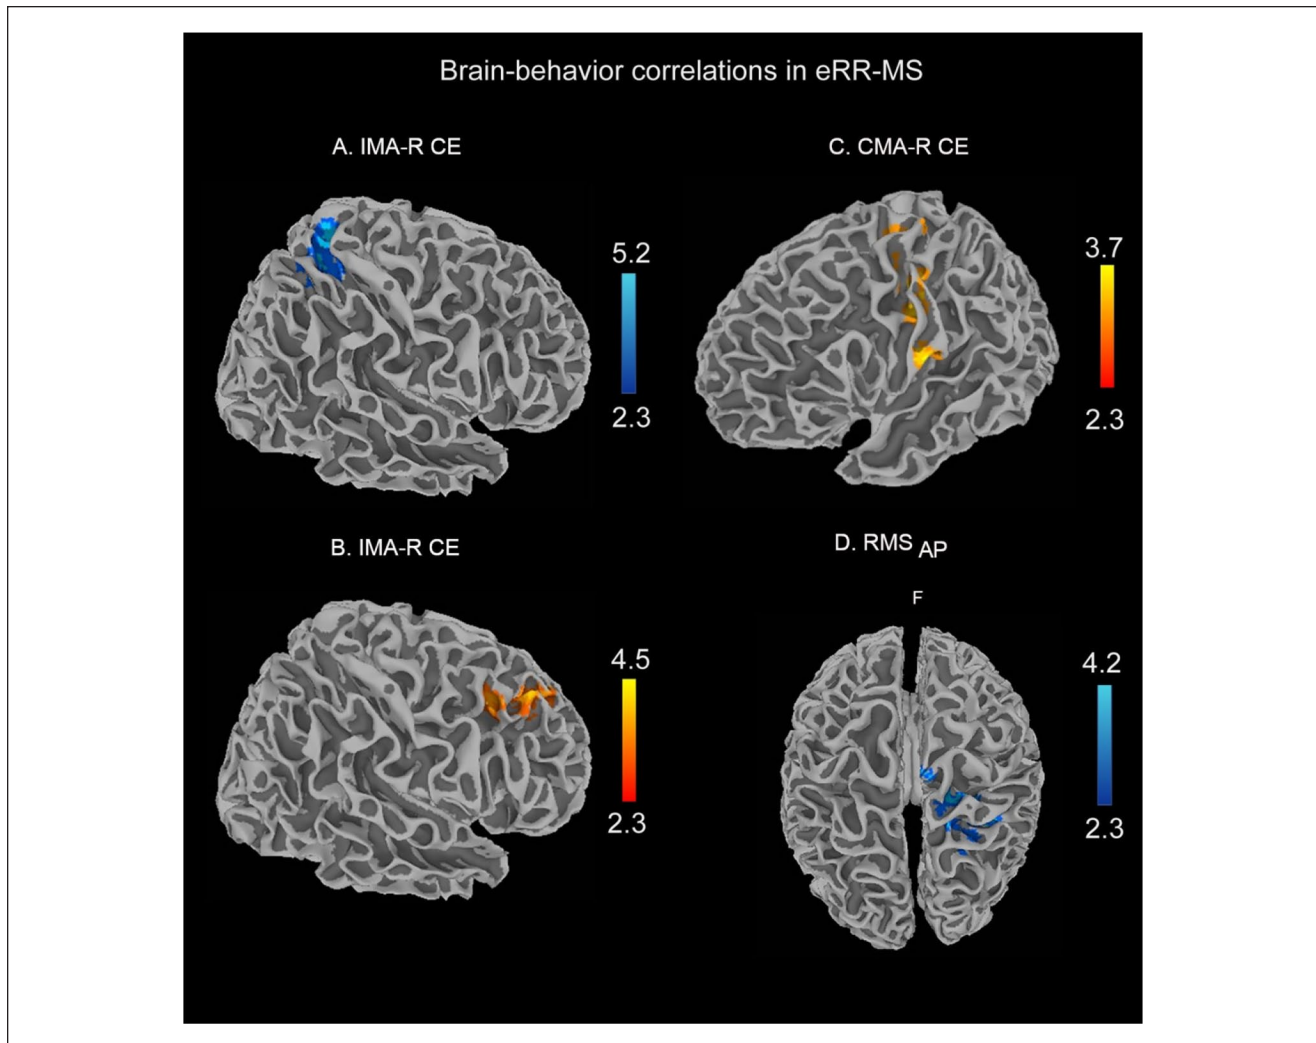 Brain-behavior correlations in eRR-MS
A. IMA-R CE
5.2
2.3
C. CMA-R CE
3.7
2.3
B. IMA-R CE
4.5
2.3
D. RMS AP
F
4.2
2.3